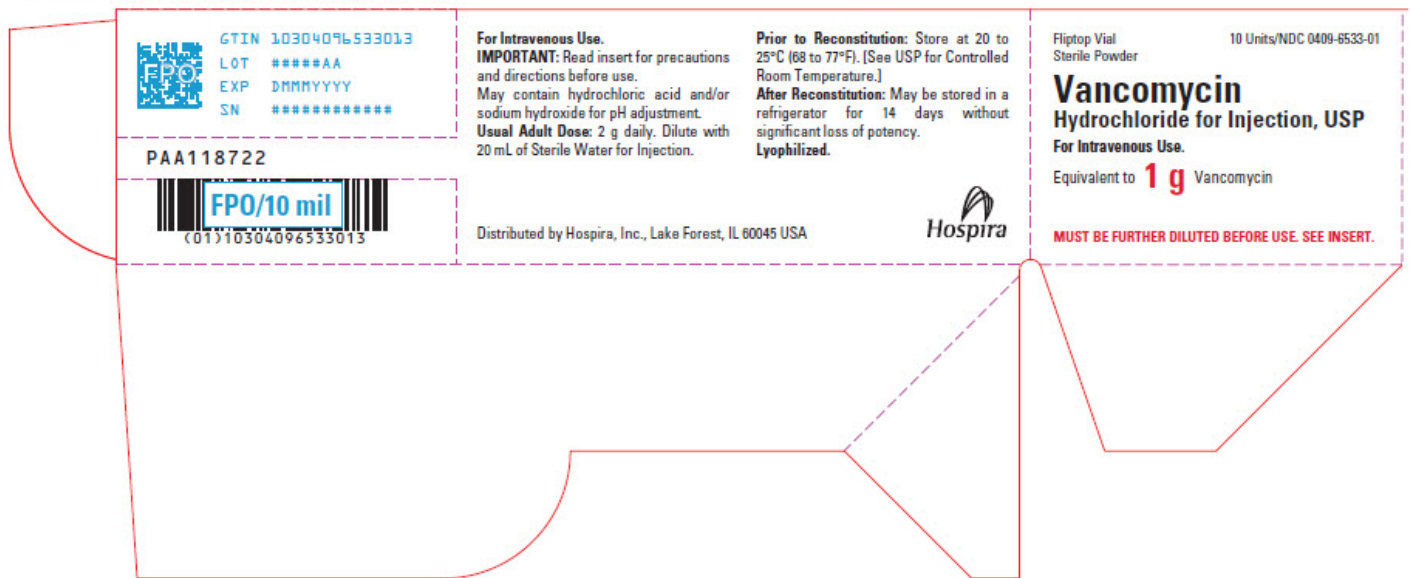 GTIN 10304096533013
LOT #####AA
EXP DMMMYYYY
SN ############
FPO
PAA118722
FPO/10 mil
(01)10304096533013
For Intravenous Use.
IMPORTANT: Read insert for precautions
and directions before use.
May contain hydrochloric acid and/or
sodium hydroxide for pH adjustment.
Usual Adult Dose: 2 g daily. Dilute with
20 mL of Sterile Water for Injection.
Prior to Reconstitution: Store at 20 to
25°C (68 to 77°F). [See USP for Controlled
Room Temperature.]
After Reconstitution: May be stored in a
refrigerator for 14 days without
significant loss of potency.
Lyophilized.
Distributed by Hospira, Inc., Lake Forest, IL 60045 USA
Hospira
Fliptop Vial 10 Units/NDC 0409-6533-01
Sterile Powder
Vancomycin
Hydrochloride for Injection, USP
For Intravenous Use.
Equivalent to 1 g Vancomycin
MUST BE FURTHER DILUTED BEFORE USE. SEE INSERT.